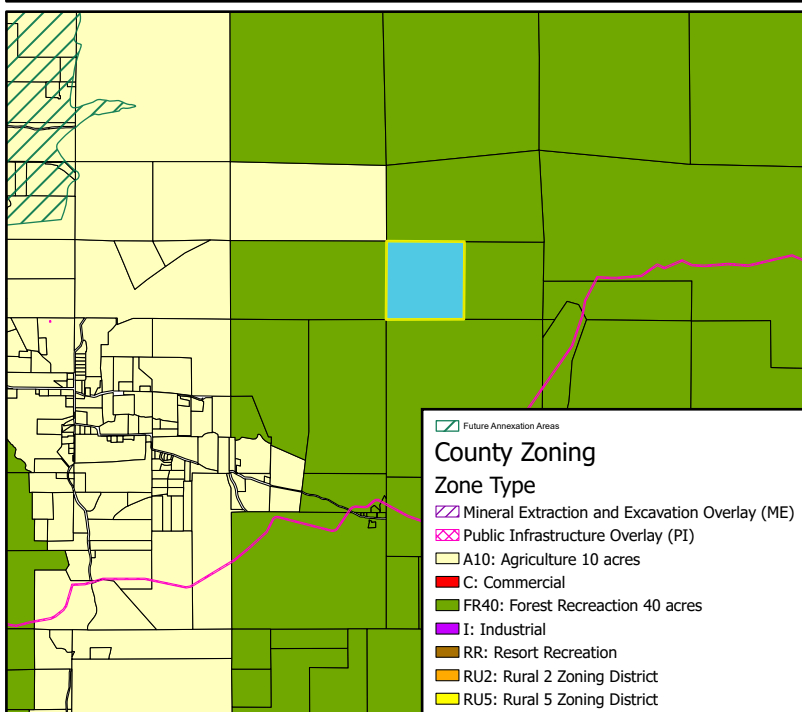 Future Annexation Areas
County Zoning
Zone Type
Mineral Extraction and Excavation Overlay (ME)
Public Infrastructure Overlay (PI)
A10: Agriculture 10 acres
C: Commercial
FR40: Forest Recreaction 40 acres
I: Industrial
RR: Resort Recreation
RU2: Rural 2 Zoning District
RU5: Rural 5 Zoning District